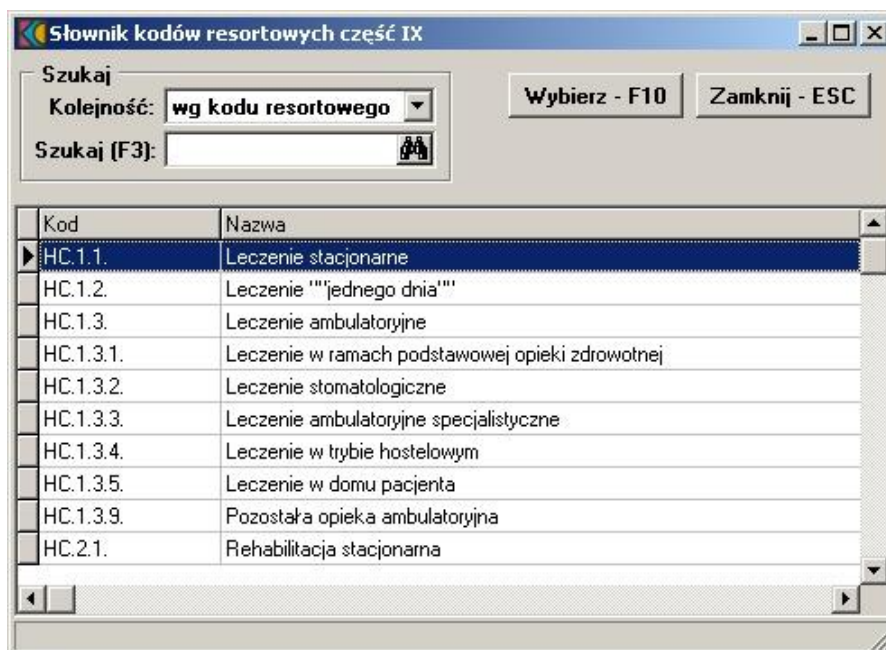 Słownik kodów resortowych część IX
Szukaj
Kolejność: wg kodu resortowego
Wybierz - F10 Zamknij - ESC
Szukaj (F3):
Kod Nazwa
HC.1.1. Leczenie stacjonarne
HC.1.2. Leczenie '""'jednego dnia'""'
HC.1.3. Leczenie ambulatoryjne
HC.1.3.1. Leczenie w ramach podstawowej opieki zdrowotnej
HC.1.3.2. Leczenie stomatologiczne
HC.1.3.3. Leczenie ambulatoryjne specjalistyczne
HC.1.3.4. Leczenie w trybie hostelowym
HC.1.3.5. Leczenie w domu pacjenta
HC.1.3.9. Pozostała opieka ambulatoryjna
HC.2.1. Rehabilitacja stacjonarna